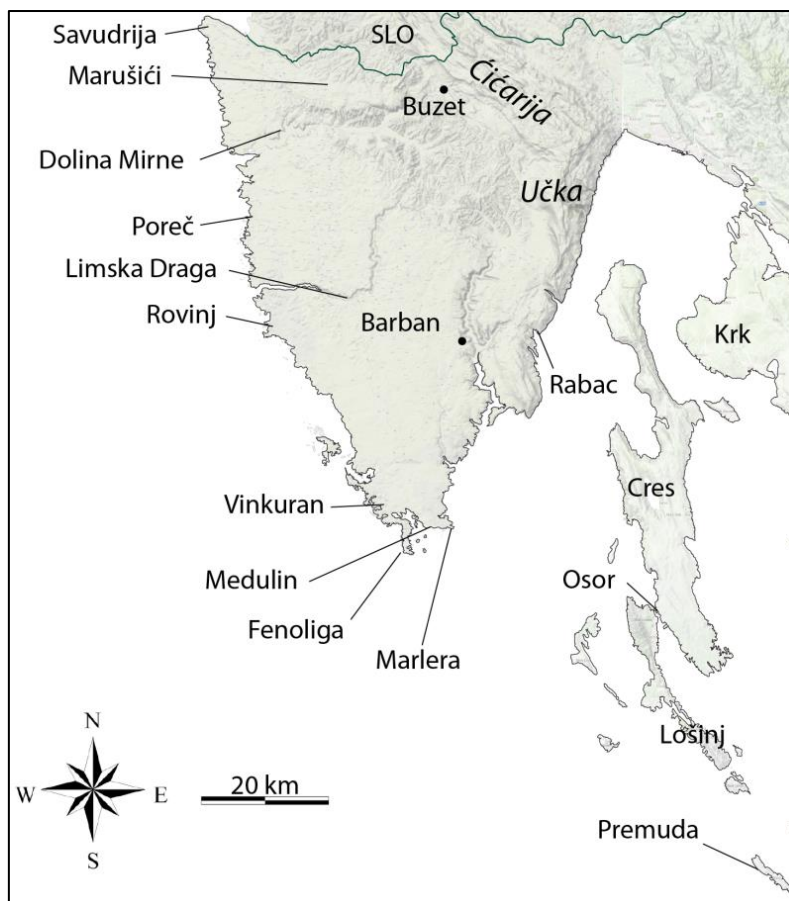 Savudrija
SLO
Marušići
Ćićarija
Buzet
Dolina Mirne
Učka
Poreč
Limska Draga
Rovinj
Barban
Krk
Rabac
Cres
Vinkuran
Medulin
Osor
Fenoliga
Marlera
N
W
E
S
20 km
Lošinj
Premuda